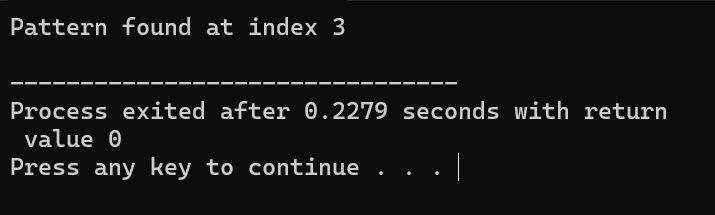 Pattern found at index 3
--------------------------------
Process exited after 0.2279 seconds with return
 value 0
Press any key to continue . . .